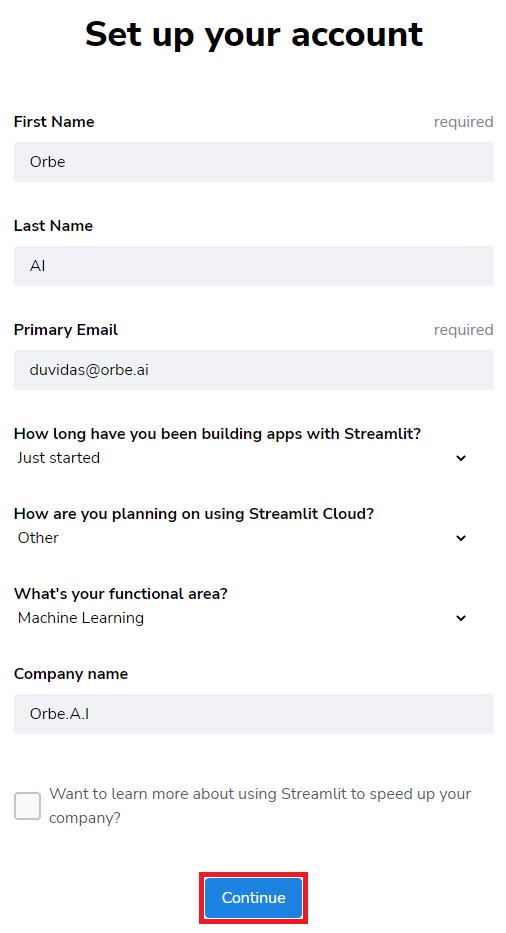 Set up your account
First Name required
Orbe
Last Name
AI
Primary Email required
duvidas@orbe.ai
How long have you been building apps with Streamlit?
Just started
How are you planning on using Streamlit Cloud?
Other
What's your functional area?
Machine Learning
Company name
Orbe.A.I
Want to learn more about using Streamlit to speed up your
company?
Continue